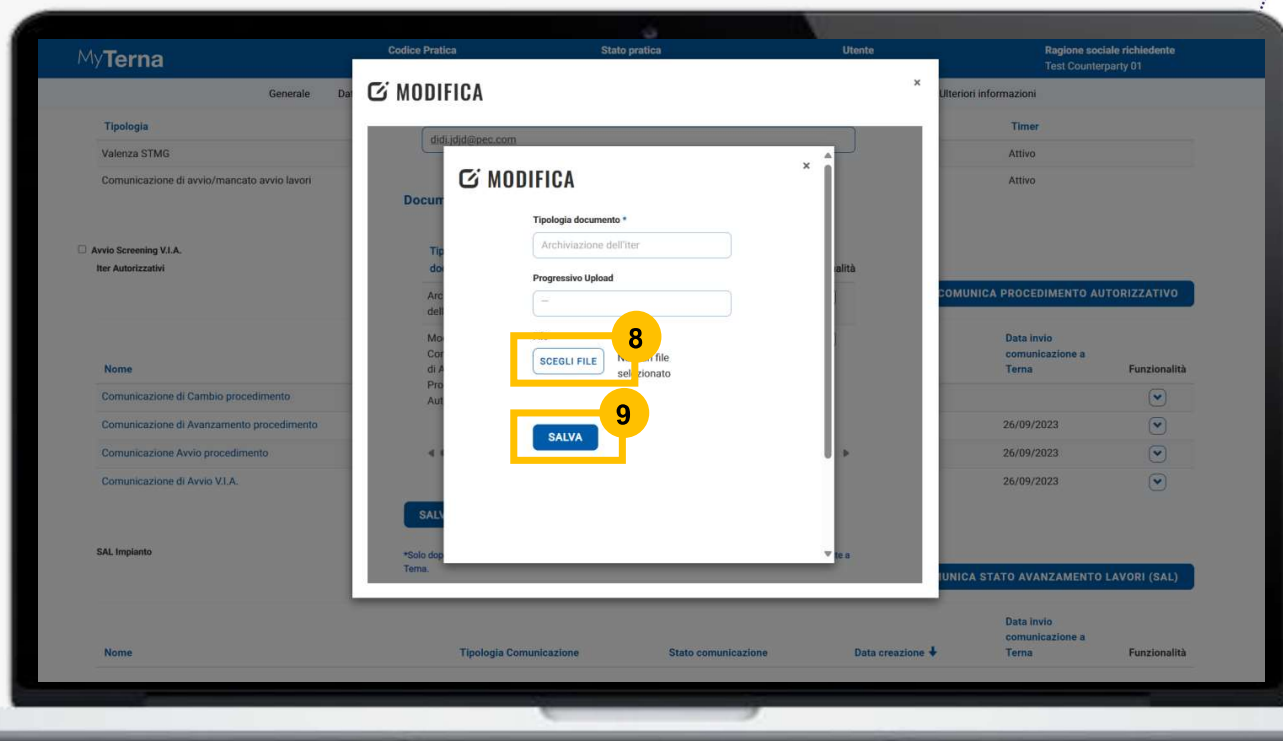 MyTerna
Codice Pratica
Stato pratica
Utente
Ragione sociale richiedente
Test Counterparty 01
Generale
MODIFICA
×
Ulteriori informazioni
Tipologia
Timer
Valenza STMG
Attivo
Comunicazione di avvio/mancato avvio lavori
Attivo
didi.jdjd@pec.com
MODIFICA
×
Tipologia documento *
Archiviazione dell'iter
Progressivo Upload
8
SCEGLI FILE
file
9
SALVA
Avvio Screening V.I.A.
Iter Autorizzativi
COMUNICA PROCEDIMENTO AUTORIZZATIVO
Nome
Data invio
comunicazione a
Terna
Funzionalità
Comunicazione di Cambio procedimento
Comunicazione di Avanzamento procedimento
26/09/2023
Comunicazione Avvio procedimento
26/09/2023
Comunicazione di Avvio V.I.A.
26/09/2023
*Solo
Terna.
SAL Impianto
STATO AVANZAMENTO LAVORI (SAL)
Nome
Tipologia Comunicazione
Stato comunicazione
Data creazione
Data invio
comunicazione a
Terna
Funzionalità